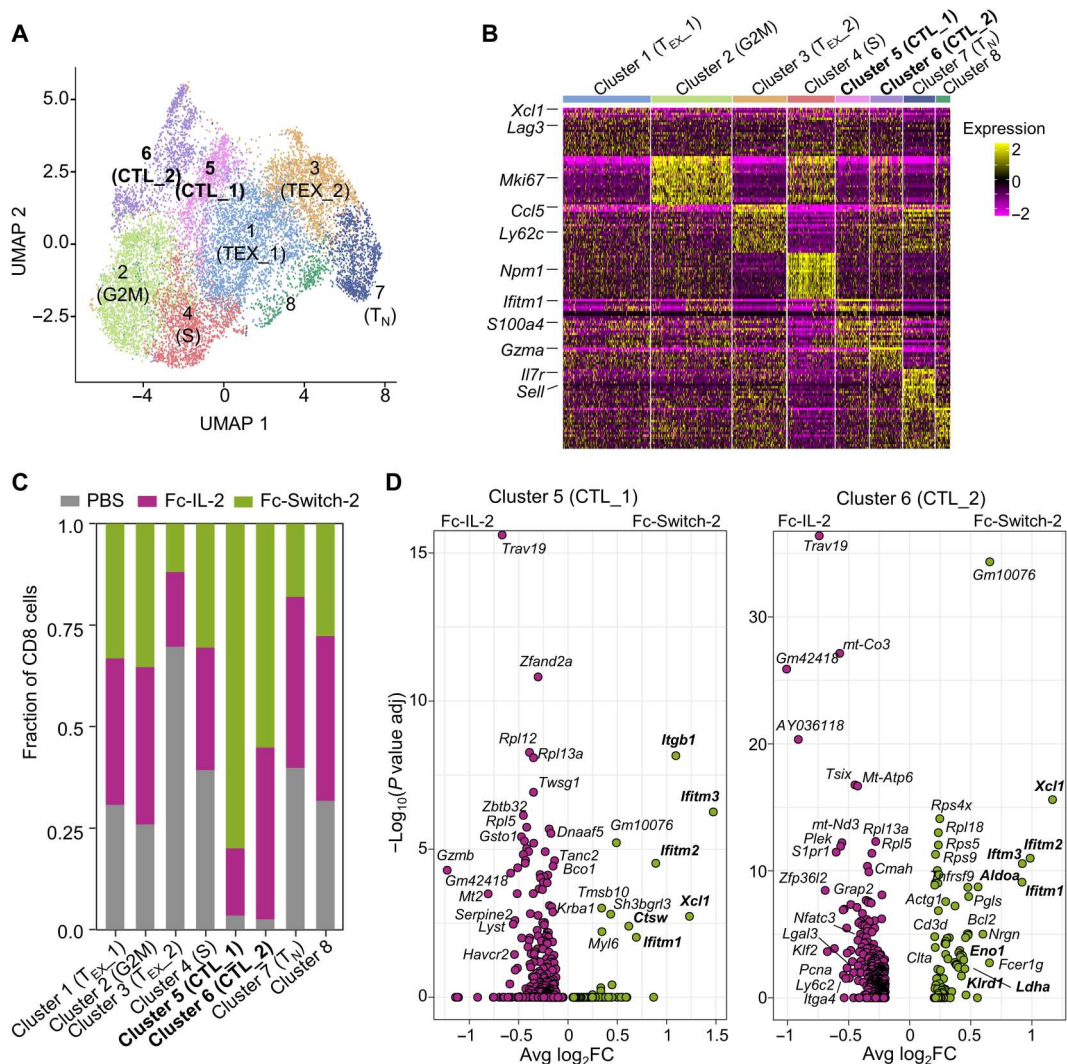 A
5.0
2.5
0.0
−2.5
UMAP 2
−4
0
4
8
UMAP 1
6
(CTL_2)
5
(CTL_1)
3
(TEX_2)
1
(TEX_1)
2
(G2M)
4
(S)
8
7
(TN)
B
Cluster 1 (TEX_1)
Cluster 2 (G2M)
Cluster 3 (TEX_2)
Cluster 4 (S)
Cluster 5 (CTL_1)
Cluster 6 (CTL_2)
Cluster 7 (TN)
Cluster 8
Xcl1
Lag3
Mki67
Ccl5
Ly62c
Npm1
Ifitm1
S100a4
Gzma
Il7r
Sell
Expression
2
0
−2
C
PBS
Fc-IL-2
Fc-Switch-2
Fraction of CD8 cells
1.0
0.75
0.5
0.25
0.0
Cluster 1 (TEX_1)
Cluster 2 (G2M)
Cluster 3 (TEX_2)
Cluster 4 (S)
Cluster 5 (CTL_1)
Cluster 6 (CTL_2)
Cluster 7 (TN)
Cluster 8
D
Cluster 5 (CTL_1)
Fc-IL-2
Fc-Switch-2
−Log10(P value adj)
15
10
5
0
Trav19
Zfand2a
Rpl12
Rpl13a
Itgb1
Twsg1
Zbtb32
Rpl5
Gsto1
Dnaaf5
Gm10076
Ifitm3
Gzmb
Tanc2
Bco1
Ifitm2
Gm42418
Mt2
Krba1
Tmsb10
Sh3bgrl3
Xcl1
Serpine2
Lyst
Ctsw
Havcr2
Myl6
Ifitm1
−1.0
−0.5
0
0.5
1.0
1.5
Avg log2FC
Cluster 6 (CTL_2)
Fc-IL-2
Fc-Switch-2
30
20
10
0
Trav19
Gm10076
mt-Co3
Gm42418
AY036118
Tsix
Mt-Atp6
Xcl1
Rps4x
mt-Nd3
Plek
S1pr1
Rpl13a
Rpl5
Rpl18
Rps5
Rps9
Ifitm2
Iftm3
Zfp36l2
Cmah
Tnfrsf9
Aldoa
Ifitm1
Grap2
Actg1
Pgls
Nfatc3
Cd3d
Bcl2
Nrgn
Lgal3
Klf2
Clta
Eno1
Fcer1g
Pcna
Ly6c2
Itga4
Klrd1
Ldha
−1.0
−0.5
0
0.5
1.0
Avg log2FC